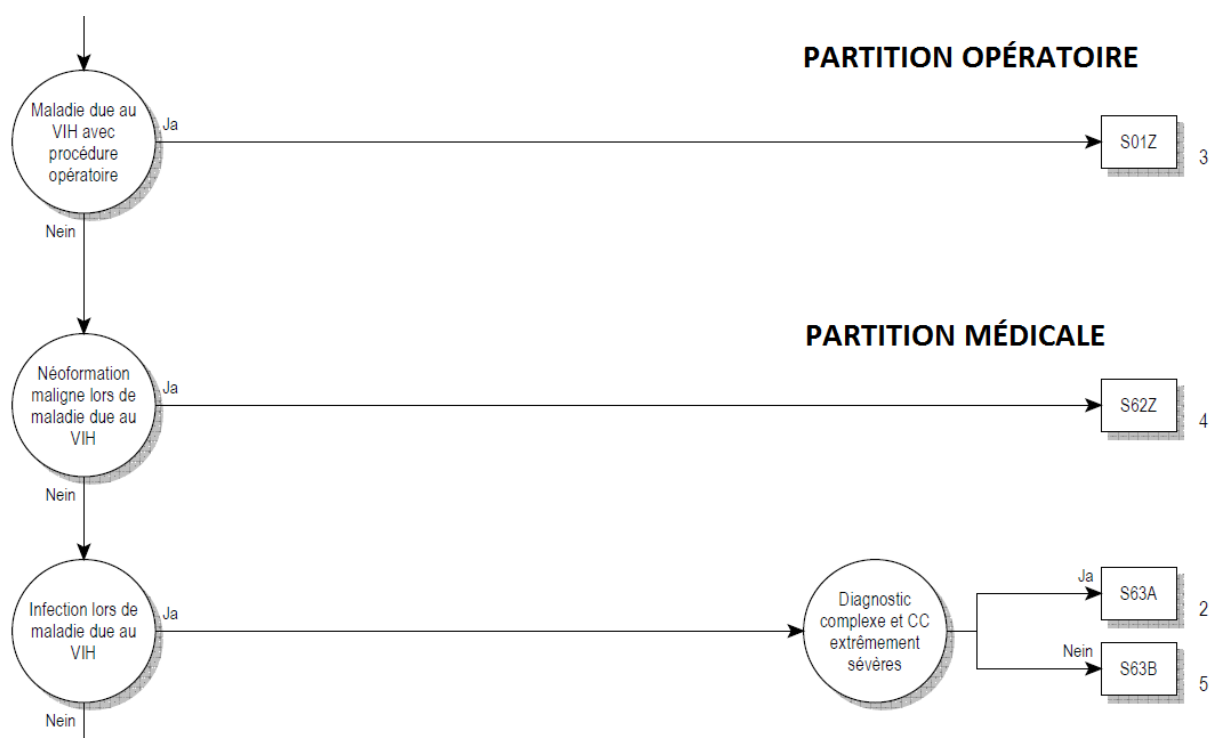 PARTITION OPÉRATOIRE
Maladie due au
VIH avec
procédure
opératoire
Ja
S01Z
3
Nein
PARTITION MÉDICALE
Néoformation
maligne lors de
maladie due au
VIH
Ja
S62Z
4
Nein
Infection lors de
maladie due au
VIH
Ja
Diagnostic
complexe et CC
extrêmement
sévères
Ja
S63A
2
Nein
S63B
5
Nein